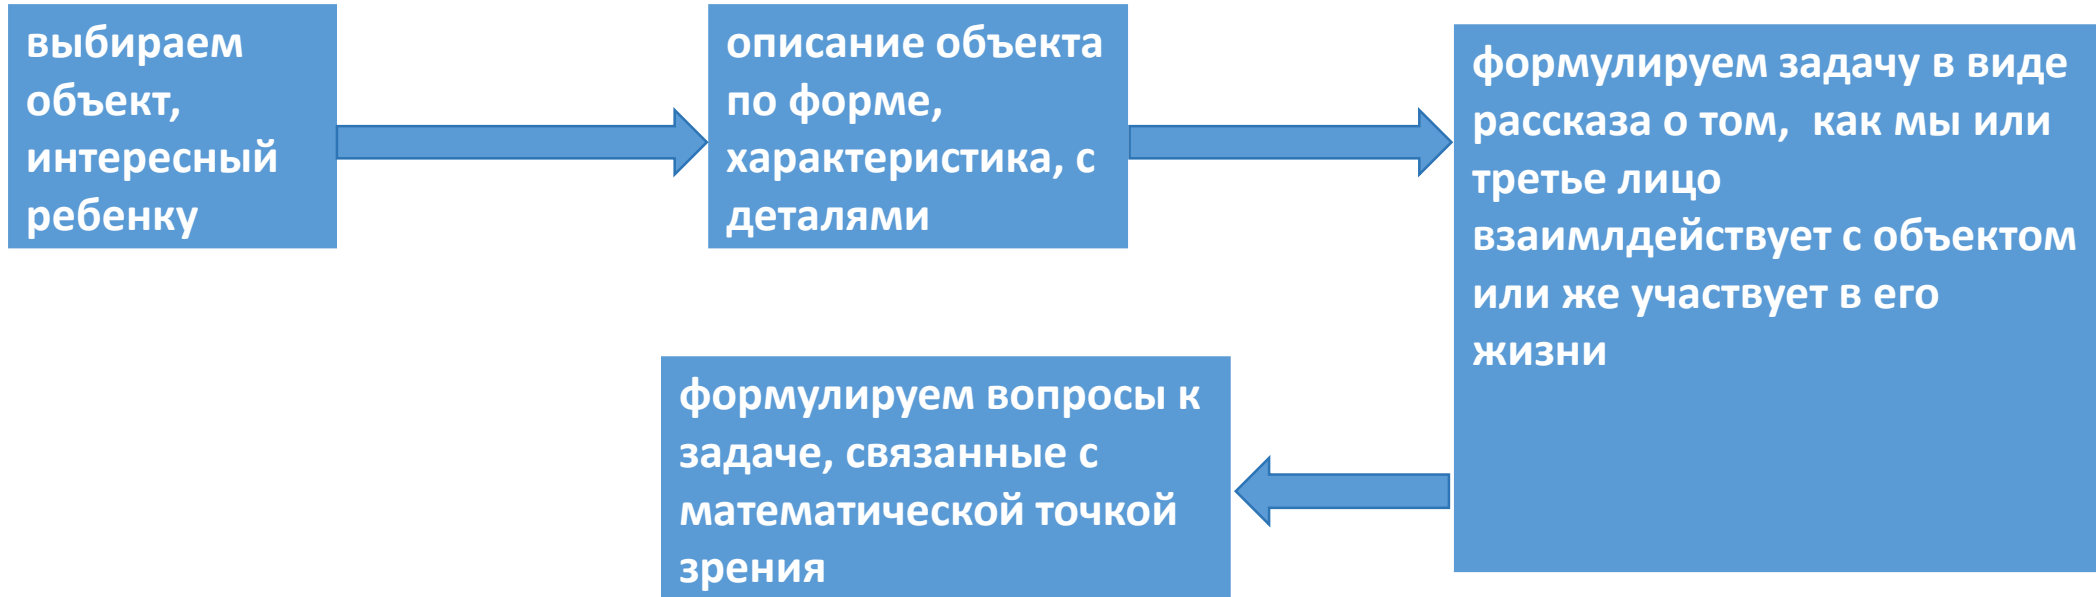 выбираем
объект,
интересный
ребенку
описание объекта
по форме,
характеристика, с
деталями
формулируем задачу в виде
рассказа о том, как мы или
третье лицо
взаимлдействует с объектом
или же участвует в его
жизни
формулируем вопросы к
задаче, связанные с
математической точкой
зрения